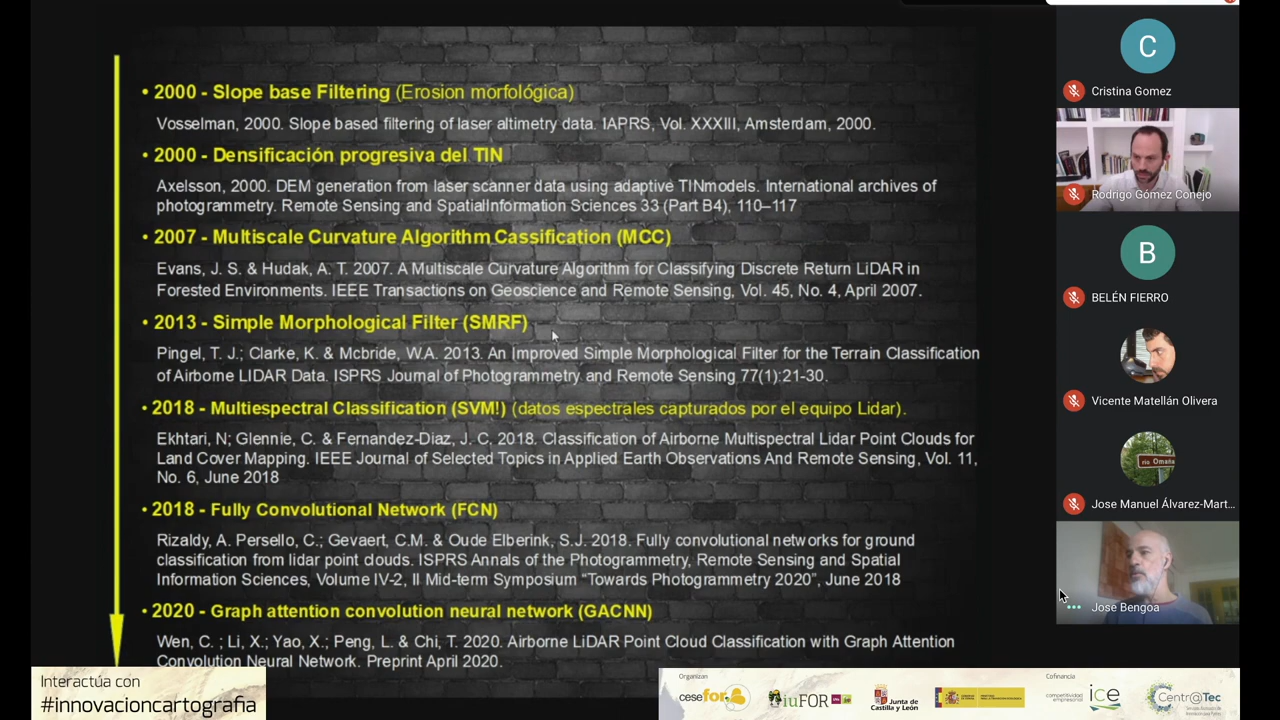 • 2000 - Slope base Filtering (Erosion morfológica)
Vosselman, 2000. Slope based filtering of laser altimetry data. IAPRS, Vol. XXXIII, Amsterdam, 2000.
• 2000 - Densificación progresiva del TIN
Axelsson, 2000. DEM generation from laser scanner data using adaptive TINmodels. International archives of
photogrammetry. Remote Sensing and SpatialInformation Sciences 33 (Part B4), 110–117
• 2007 - Multiscale Curvature Algorithm Cassification (MCC)
Evans, J. S. & Hudak, A. T. 2007. A Multiscale Curvature Algorithm for Classifying Discrete Return LiDAR in
Forested Environments. IEEE Transactions on Geoscience and Remote Sensing, Vol. 45, No. 4, April 2007.
• 2013 - Simple Morphological Filter (SMRF)
Pingel, T. J.; Clarke, K. & Mcbride, W.A. 2013. An Improved Simple Morphological Filter for the Terrain Classification
of Airborne LIDAR Data. ISPRS Journal of Photogrammetry and Remote Sensing 77(1):21-30.
• 2018 - Multiespectral Classification (SVM!) (datos espectrales capturados por el equipo Lidar).
Ekhtari, N; Glennie, C. & Fernandez-Diaz, J. C, 2018. Classification of Airborne Multispectral Lidar Point Clouds for
Land Cover Mapping. IEEE Journal of Selected Topics in Applied Earth Observations And Remote Sensing, Vol. 11,
No. 6, June 2018
• 2018 - Fully Convolutional Network (FCN)
Rizaldy, A. Persello, C.; Gevaert, C.M. & Oude Elberink, S.J. 2018. Fully convolutional networks for ground
classification from lidar point clouds. ISPRS Annals of the Photogrammetry, Remote Sensing and Spatial
Information Sciences, Volume IV-2, II Mid-term Symposium “Towards Photogrammetry 2020”, June 2018
• 2020 - Graph attention convolution neural network (GACNN)
Wen, C. ; Li, X.; Yao, X.; Peng, L. & Chi, T. 2020. Airborne LiDAR Point Cloud Classification with Graph Attention
Convolution Neural Network. Preprint April 2020.
C
Cristina Gomez
Rodrigo Gómez Conejo
B
BELÉN FIERRO
Vicente Matellán Olivera
rio Omaña
Jose Manuel Álvarez-Mart...
Jose Bengoa
Interactúa con
#innovacioncartografia
Organizan
cesefor
iuFOR
Junta de
Castilla y León
Cofinancia
competitividad
empresarial
ice
Centr@Tec